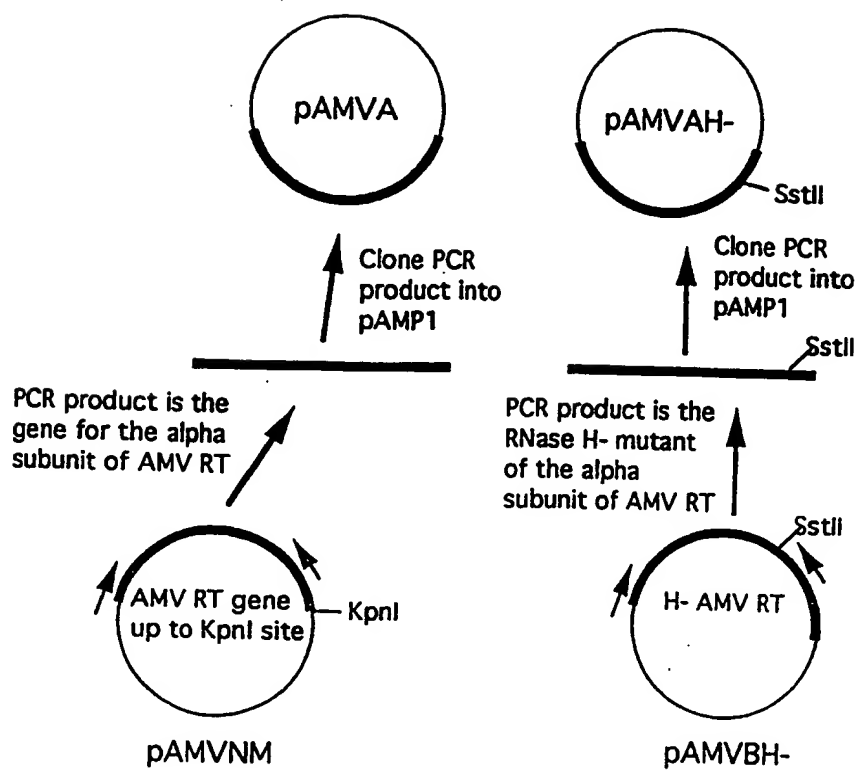 pAMVA
pAMVAH-
SstII
Clone PCR
product into
pAMP1
Clone PCR
product into
pAMP1
SstII
PCR product is the
gene for the alpha
subunit of AMV RT
PCR product is the
RNase H- mutant
of the alpha
subunit of AMV RT
SstII
AMV RT gene
up to KpnI site
KpnI
H- AMV RT
pAMVNM
pAMVBH-